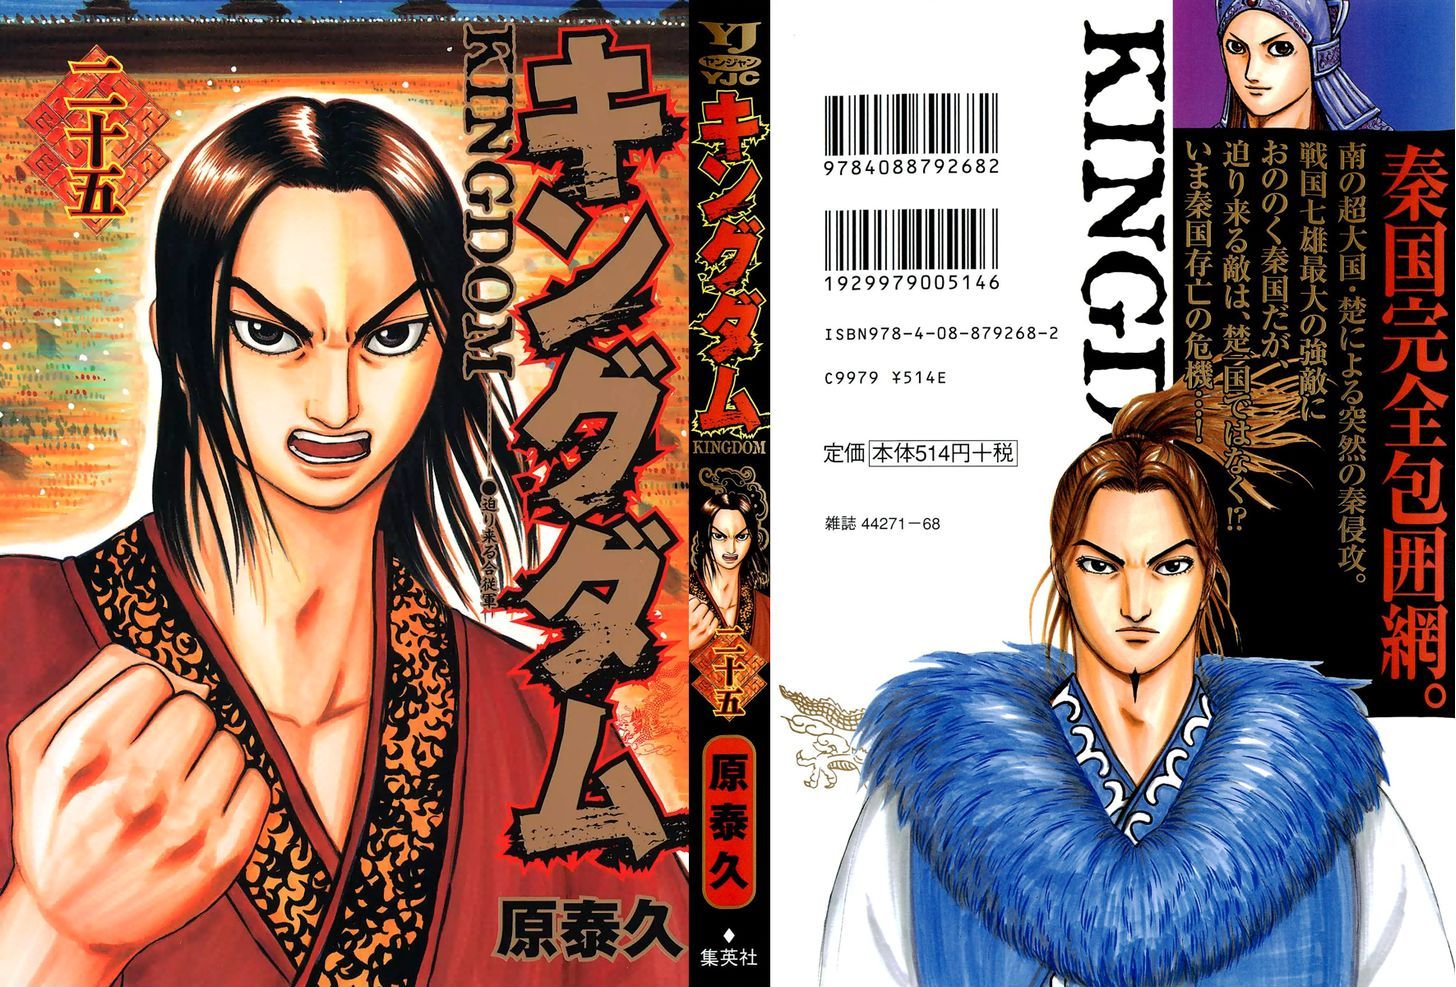 二十五
キングダム
KINGDOM
●迫り来る合従軍
原泰久
YJ
ヤンジャン
YJC
キングダム
KINGDOM
二十五
原泰久
集英社
9784088792682
1929979005146
ISBN978-4-08-879268-2
C9979 ¥514E
定価 本体514円+税
雑誌 44271-68
KINGD
秦国完全包囲網。
南の超大国・楚による突然の秦侵攻。
戦国七雄最大の強敵に
おののく秦国だが、
迫り来る敵は、楚一国ではなく!?
いま秦国存亡の危機…!